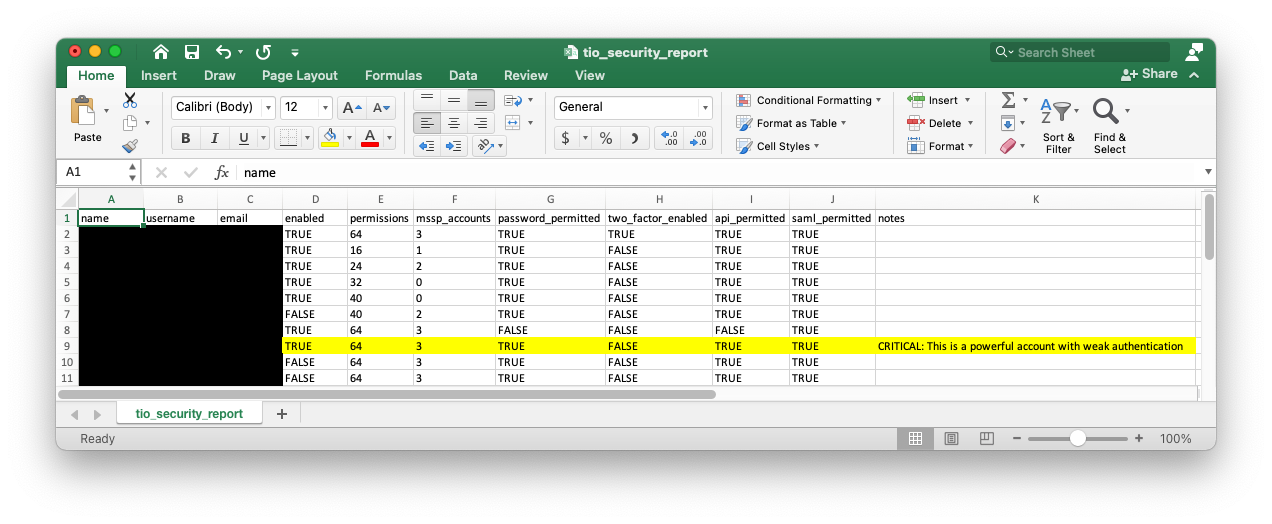 tio_security_report
Search Sheet
Home Insert Draw Page Layout Formulas Data Review View Share
Paste
Calibri (Body) 12 A A
B I U A
General
$ % .0 .00 .00 .0
Conditional Formatting
Format as Table
Cell Styles
Insert
Delete
Format
Sort & Filter
Find & Select
A1 fx name
A B C D E F G H I J K
1 name username email enabled permissions mssp_accounts password_permitted two_factor_enabled api_permitted saml_permitted notes
2 TRUE 64 3 TRUE TRUE TRUE TRUE
3 TRUE 16 1 TRUE FALSE TRUE TRUE
4 TRUE 24 2 TRUE FALSE TRUE TRUE
5 TRUE 32 0 TRUE FALSE TRUE TRUE
6 TRUE 40 0 TRUE FALSE TRUE TRUE
7 FALSE 40 2 TRUE FALSE TRUE TRUE
8 TRUE 64 3 FALSE FALSE FALSE TRUE
9 TRUE 64 3 TRUE FALSE TRUE TRUE CRITICAL: This is a powerful account with weak authentication
10 FALSE 64 3 TRUE FALSE TRUE TRUE
11 FALSE 64 3 TRUE FALSE TRUE TRUE
tio_security_report +
Ready 100%